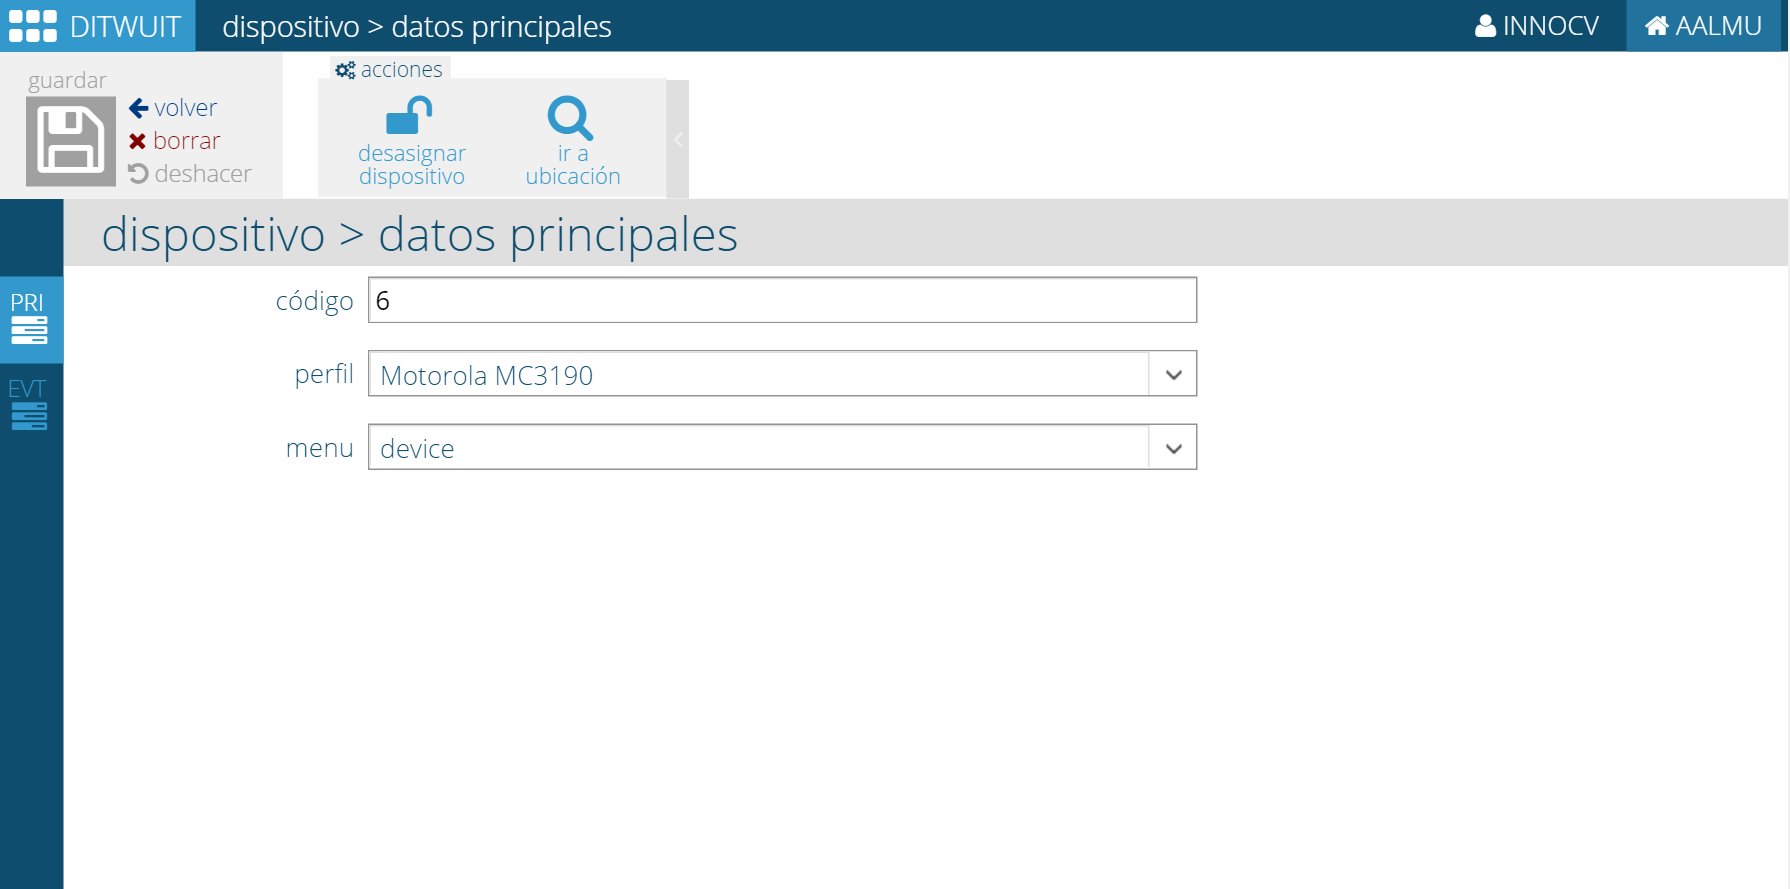 DITWUIT
dispositivo > datos principales
INNOCV
AALMU
guardar
volver
borrar
deshacer
acciones
desasignar
dispositivo
ir a
ubicación
dispositivo > datos principales
PRI
EVT
código 6
perfil Motorola MC3190
menu device